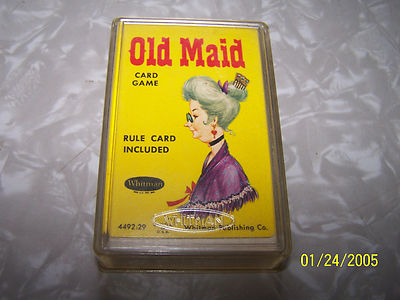 Old Maid
CARD
GAME
RULE CARD
INCLUDED
Whitman
WHITMAN
4492:29 Whitman Publishing Co.
U.S.A.
01/24/2005